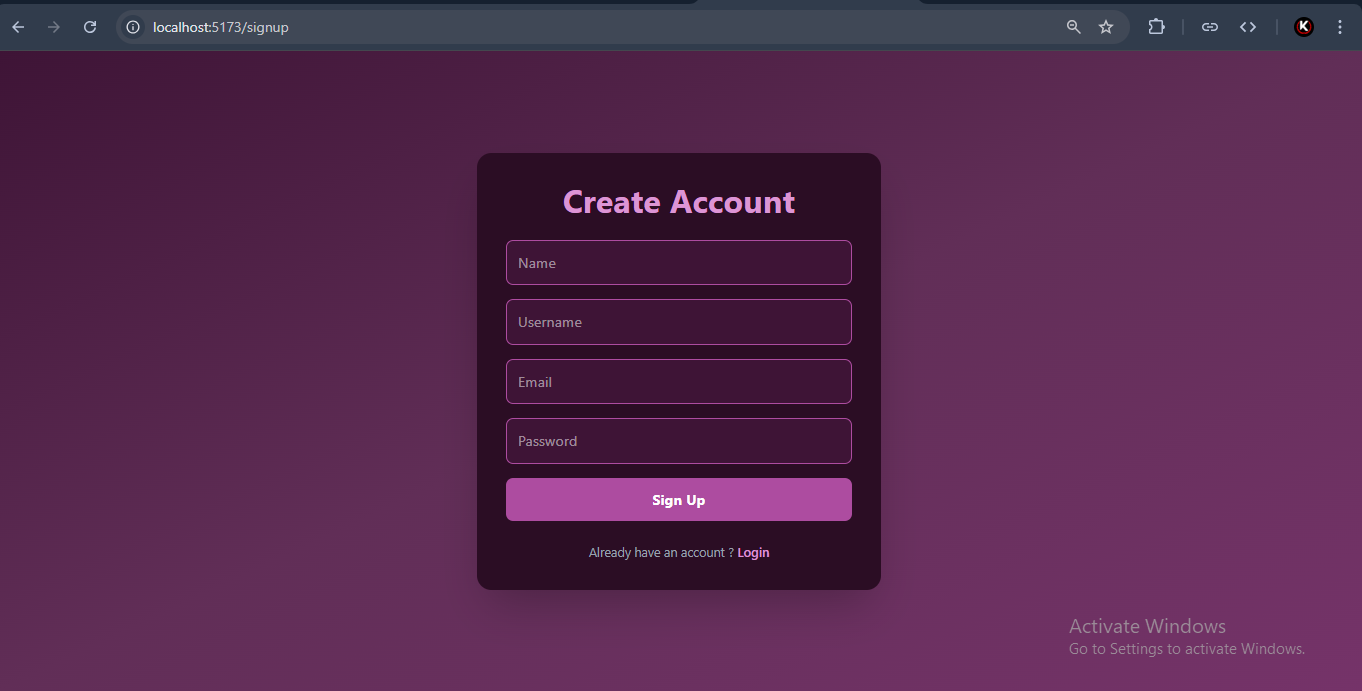 localhost:5173/signup
K
Create Account
Name
Username
Email
Password
Sign Up
Already have an account ? Login
Activate Windows
Go to Settings to activate Windows.